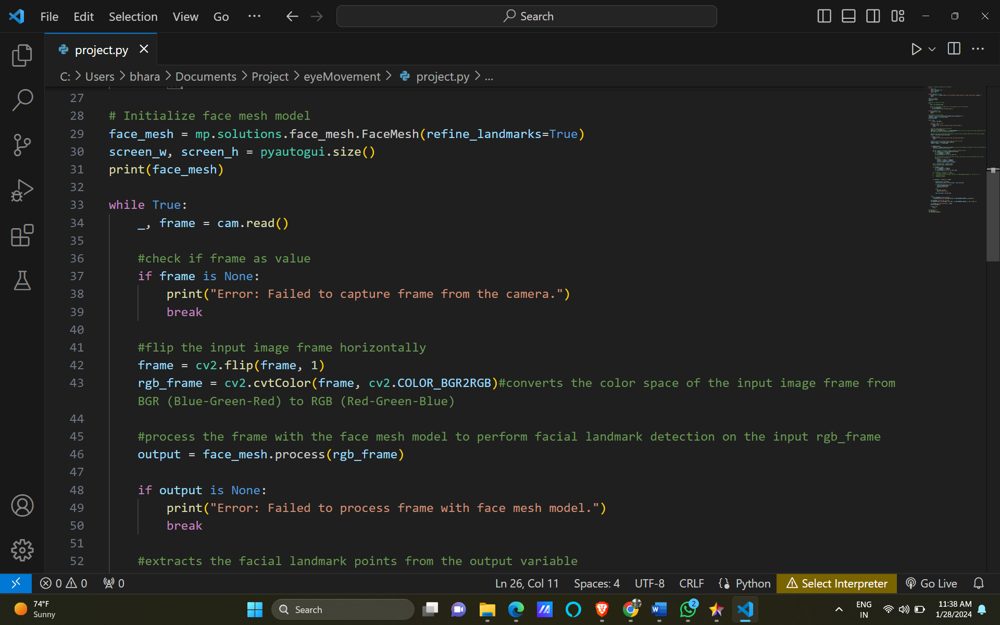 File Edit Selection View Go ··· Search
project.py
C: > Users > bhara > Documents > Project > eyeMovement > project.py > ...
27
28 # Initialize face mesh model
29 face_mesh = mp.solutions.face_mesh.FaceMesh(refine_landmarks=True)
30 screen_w, screen_h = pyautogui.size()
31 print(face_mesh)
32
33 while True:
34     _, frame = cam.read()
35
36     #check if frame as value
37     if frame is None:
38         print("Error: Failed to capture frame from the camera.")
39         break
40
41     #flip the input image frame horizontally
42     frame = cv2.flip(frame, 1)
43     rgb_frame = cv2.cvtColor(frame, cv2.COLOR_BGR2RGB)#converts the color space of the input image frame from
    BGR (Blue-Green-Red) to RGB (Red-Green-Blue)
44
45     #process the frame with the face mesh model to perform facial landmark detection on the input rgb_frame
46     output = face_mesh.process(rgb_frame)
47
48     if output is None:
49         print("Error: Failed to process frame with face mesh model.")
50         break
51
52     #extracts the facial landmark points from the output variable
0 0 0 Ln 26, Col 11 Spaces: 4 UTF-8 CRLF Python Select Interpreter Go Live
74°F
Sunny
Search
2
ENG
IN
11:38 AM
1/28/2024